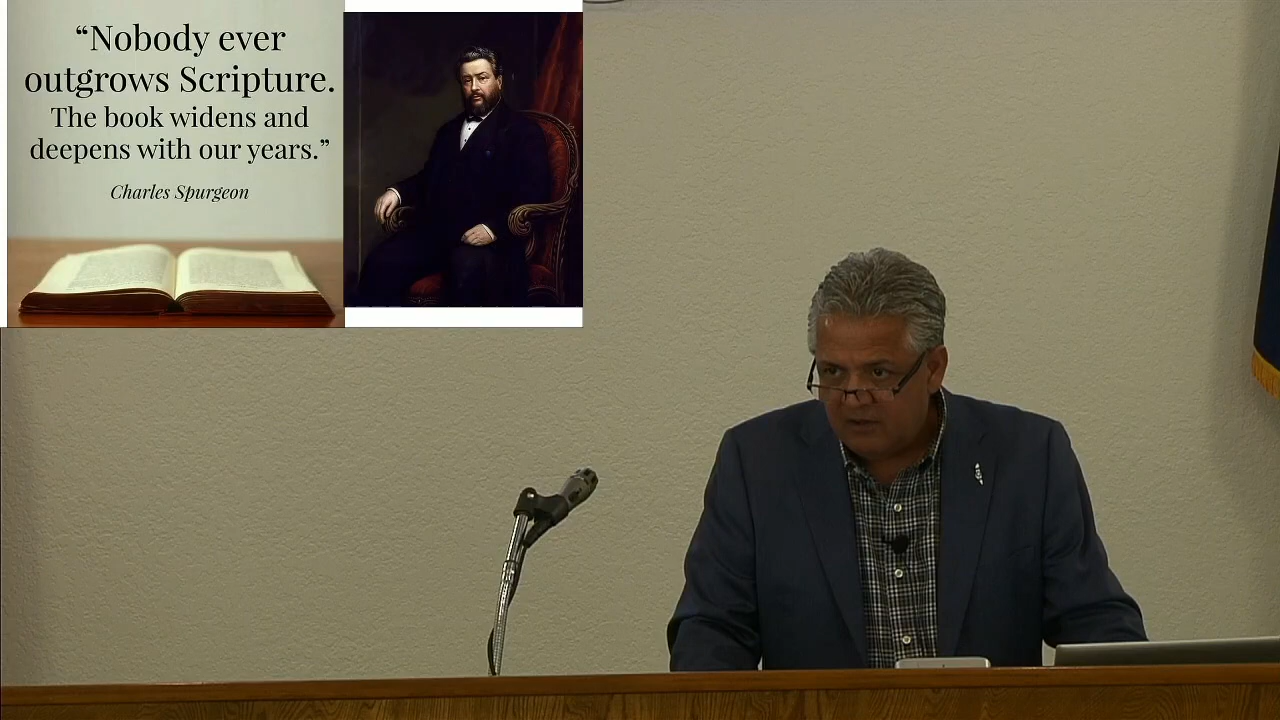 “Nobody ever
outgrows Scripture.
The book widens and
deepens with our years.”
Charles Spurgeon